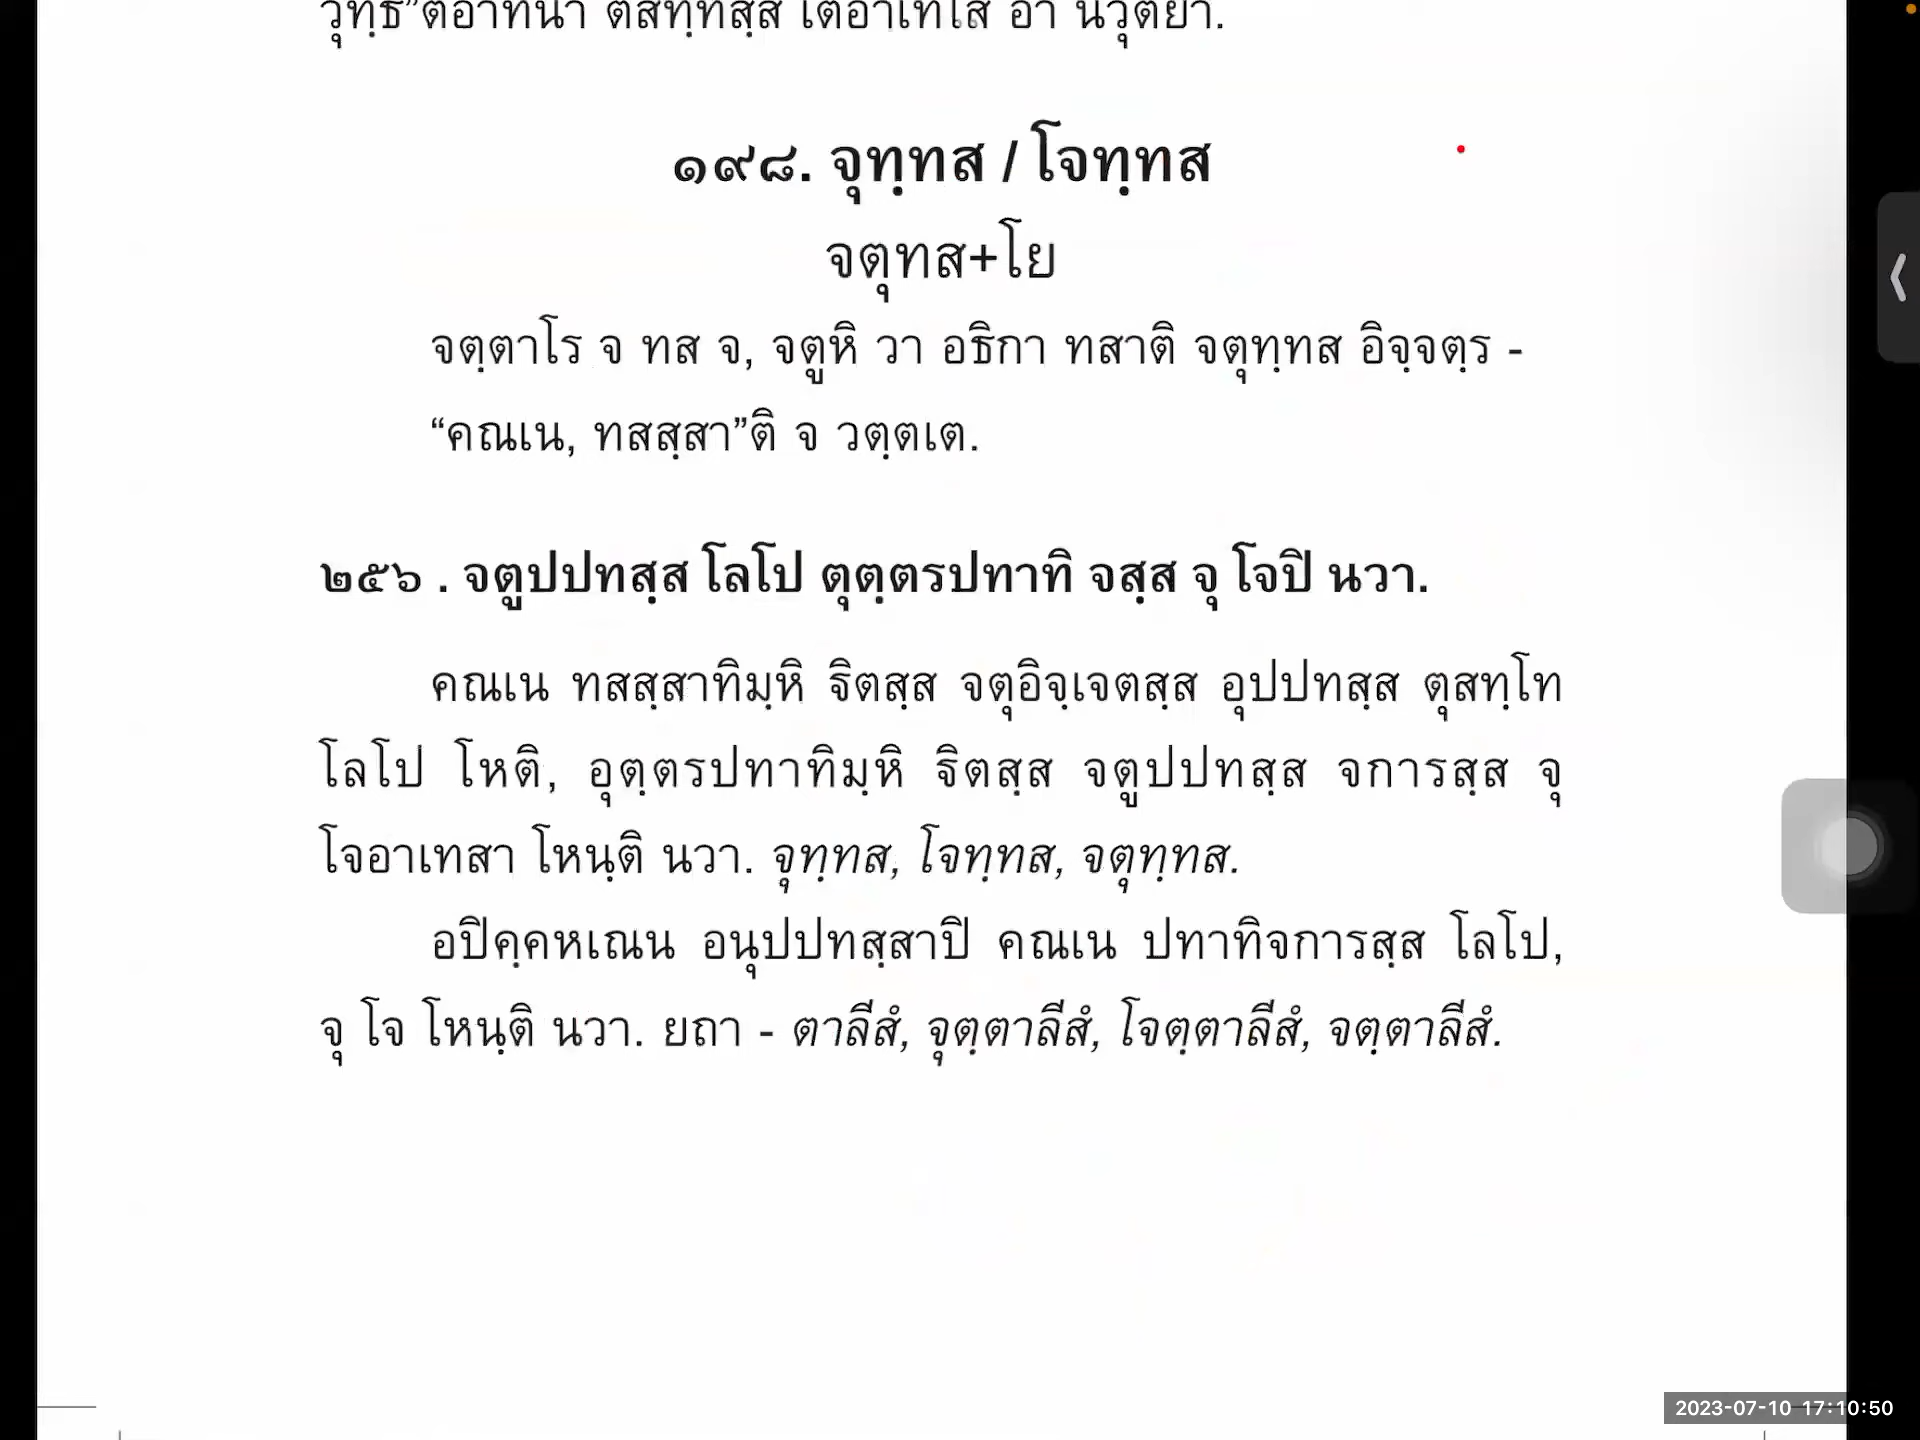 ๑๙๘. จุทฺทส / โจทฺทส
จตุทส+โย
จตฺตาโร จ ทส จ, จตูหิ วา อธิกา ทสาติ จตุทฺทส อิจฺจตฺร -
“คณเน, ทสสฺสา”ติ จ วตฺตเต.
๒๕๖ . จตูปปทสฺส โลโป ตุตฺตรปทาทิ จสฺส จุ โจปิ นวา.
คณเน ทสสฺสาทิมฺหิ ฐิตสฺส จตุอิจฺเจตสฺส อุปปทสฺส ตุสทฺโท
โลโป โหติ, อุตฺตรปทาทิมฺหิ ฐิตสฺส จตูปปทสฺส จการสฺส จุ
โจอาเทสา โหนฺติ นวา. จุทฺทส, โจทฺทส, จตุทฺทส.
อปิคฺคหเณน อนุปปทสฺสาปิ คณเน ปทาทิจการสฺส โลโป,
จุ โจ โหนฺติ นวา. ยถา - ตาลีสํ, จุตฺตาลีสํ, โจตฺตาลีสํ, จตฺตาลีสํ.
2023-07-10 17:10:50